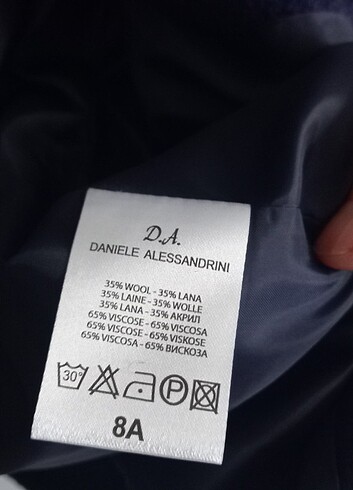 D.A.
DANIELE ALESSANDRINI
35% WOOL - 35% LANA
35% LAINE - 35% WOLLE
35% LANA - 35% АКРИЛ
65% VISCOSE - 65% VISCOSA
65% VISCOSE - 65% VISKOSE
65% VISCOSA - 65% ВИСКОЗА
30° P
8A